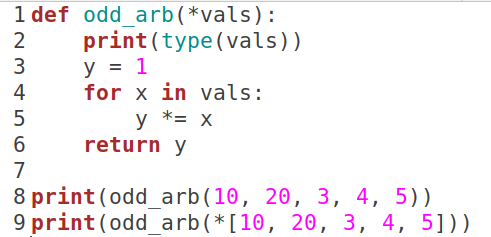 1 def odd_arb(*vals):
2     print(type(vals))
3     y = 1
4     for x in vals:
5         y *= x
6     return y
7
8 print(odd_arb(10, 20, 3, 4, 5))
9 print(odd_arb(*[10, 20, 3, 4, 5]))